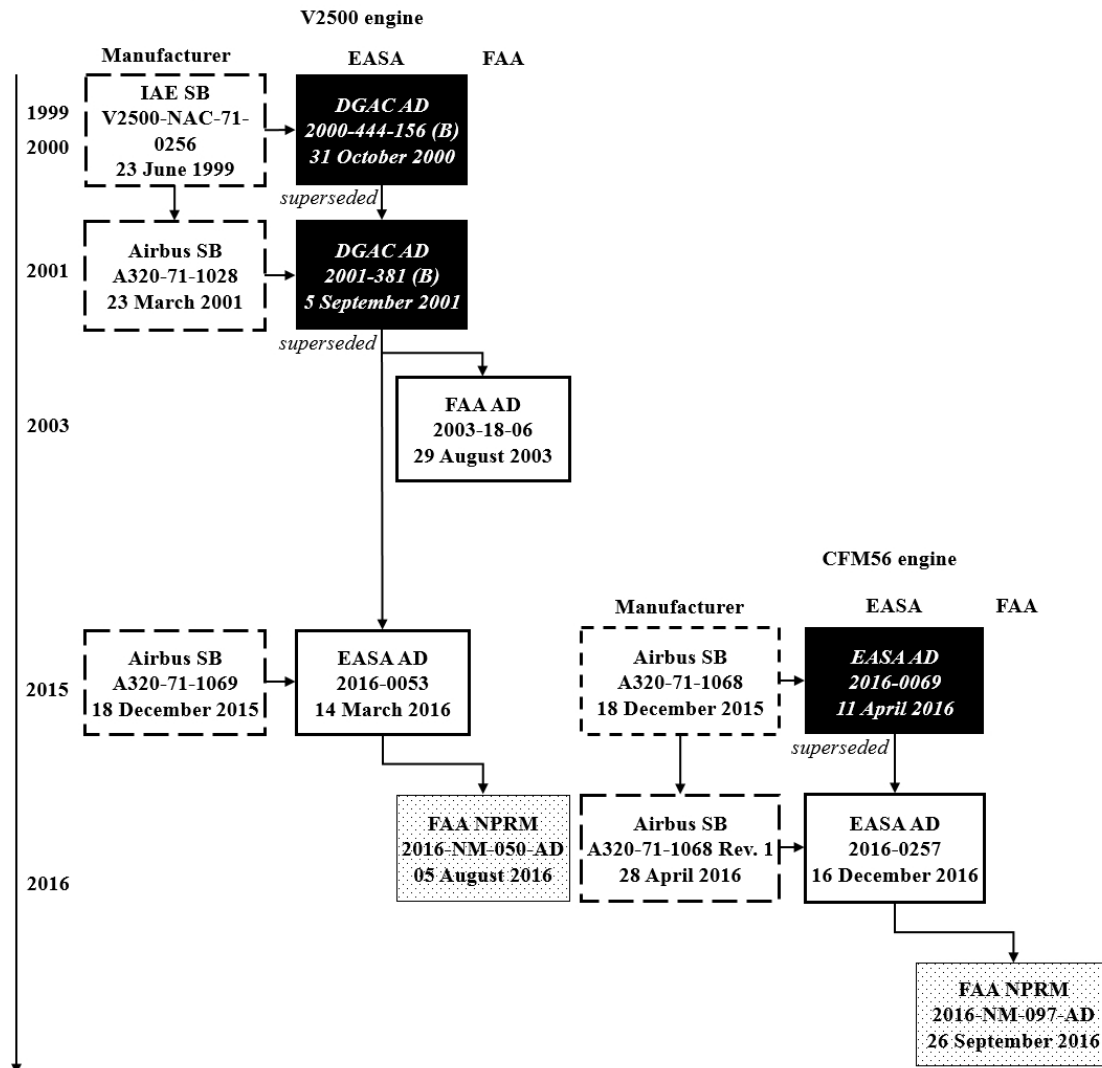 V2500 engine
Manufacturer
EASA
FAA
1999
2000
IAE SB
V2500-NAC-71-
0256
23 June 1999
DGAC AD
2000-444-156 (B)
31 October 2000
superseded
2001
Airbus SB
A320-71-1028
23 March 2001
DGAC AD
2001-381 (B)
5 September 2001
superseded
2003
FAA AD
2003-18-06
29 August 2003
CFM56 engine
Manufacturer
EASA
FAA
2015
Airbus SB
A320-71-1069
18 December 2015
EASA AD
2016-0053
14 March 2016
Airbus SB
A320-71-1068
18 December 2015
EASA AD
2016-0069
11 April 2016
superseded
2016
FAA NPRM
2016-NM-050-AD
05 August 2016
Airbus SB
A320-71-1068 Rev. 1
28 April 2016
EASA AD
2016-0257
16 December 2016
FAA NPRM
2016-NM-097-AD
26 September 2016